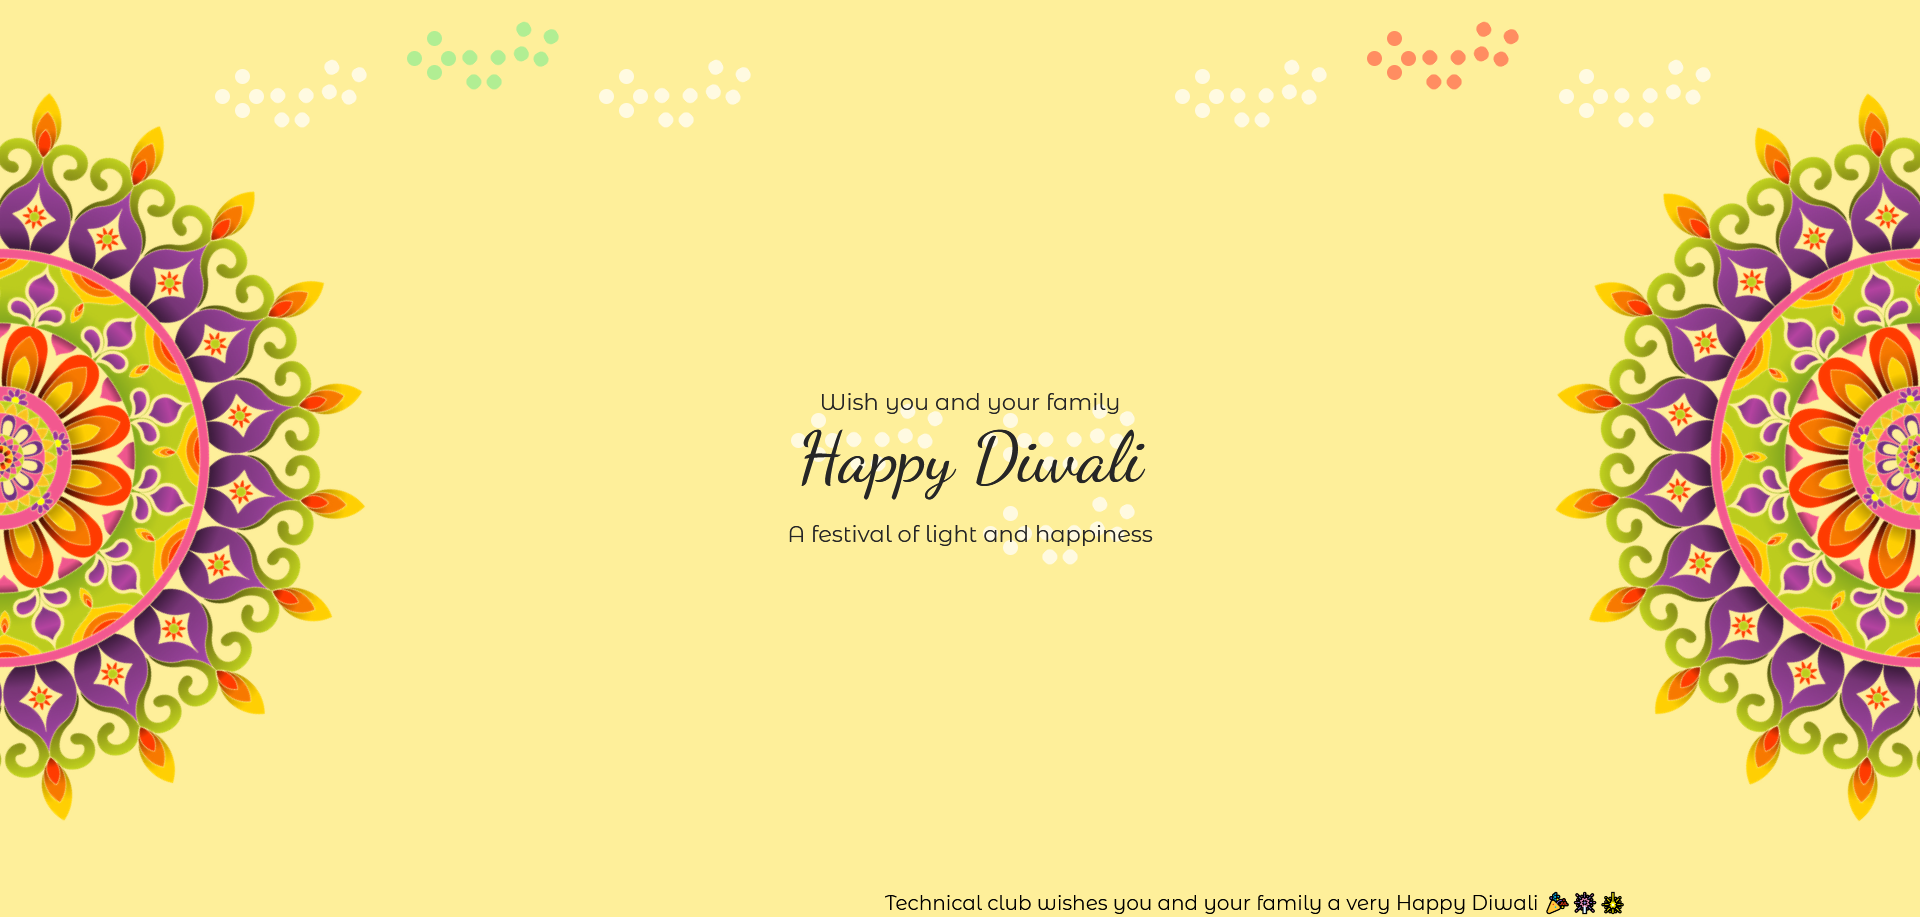 Wish you and your family
Happy Diwali
A festival of light and happiness
Technical club wishes you and your family a very Happy Diwali